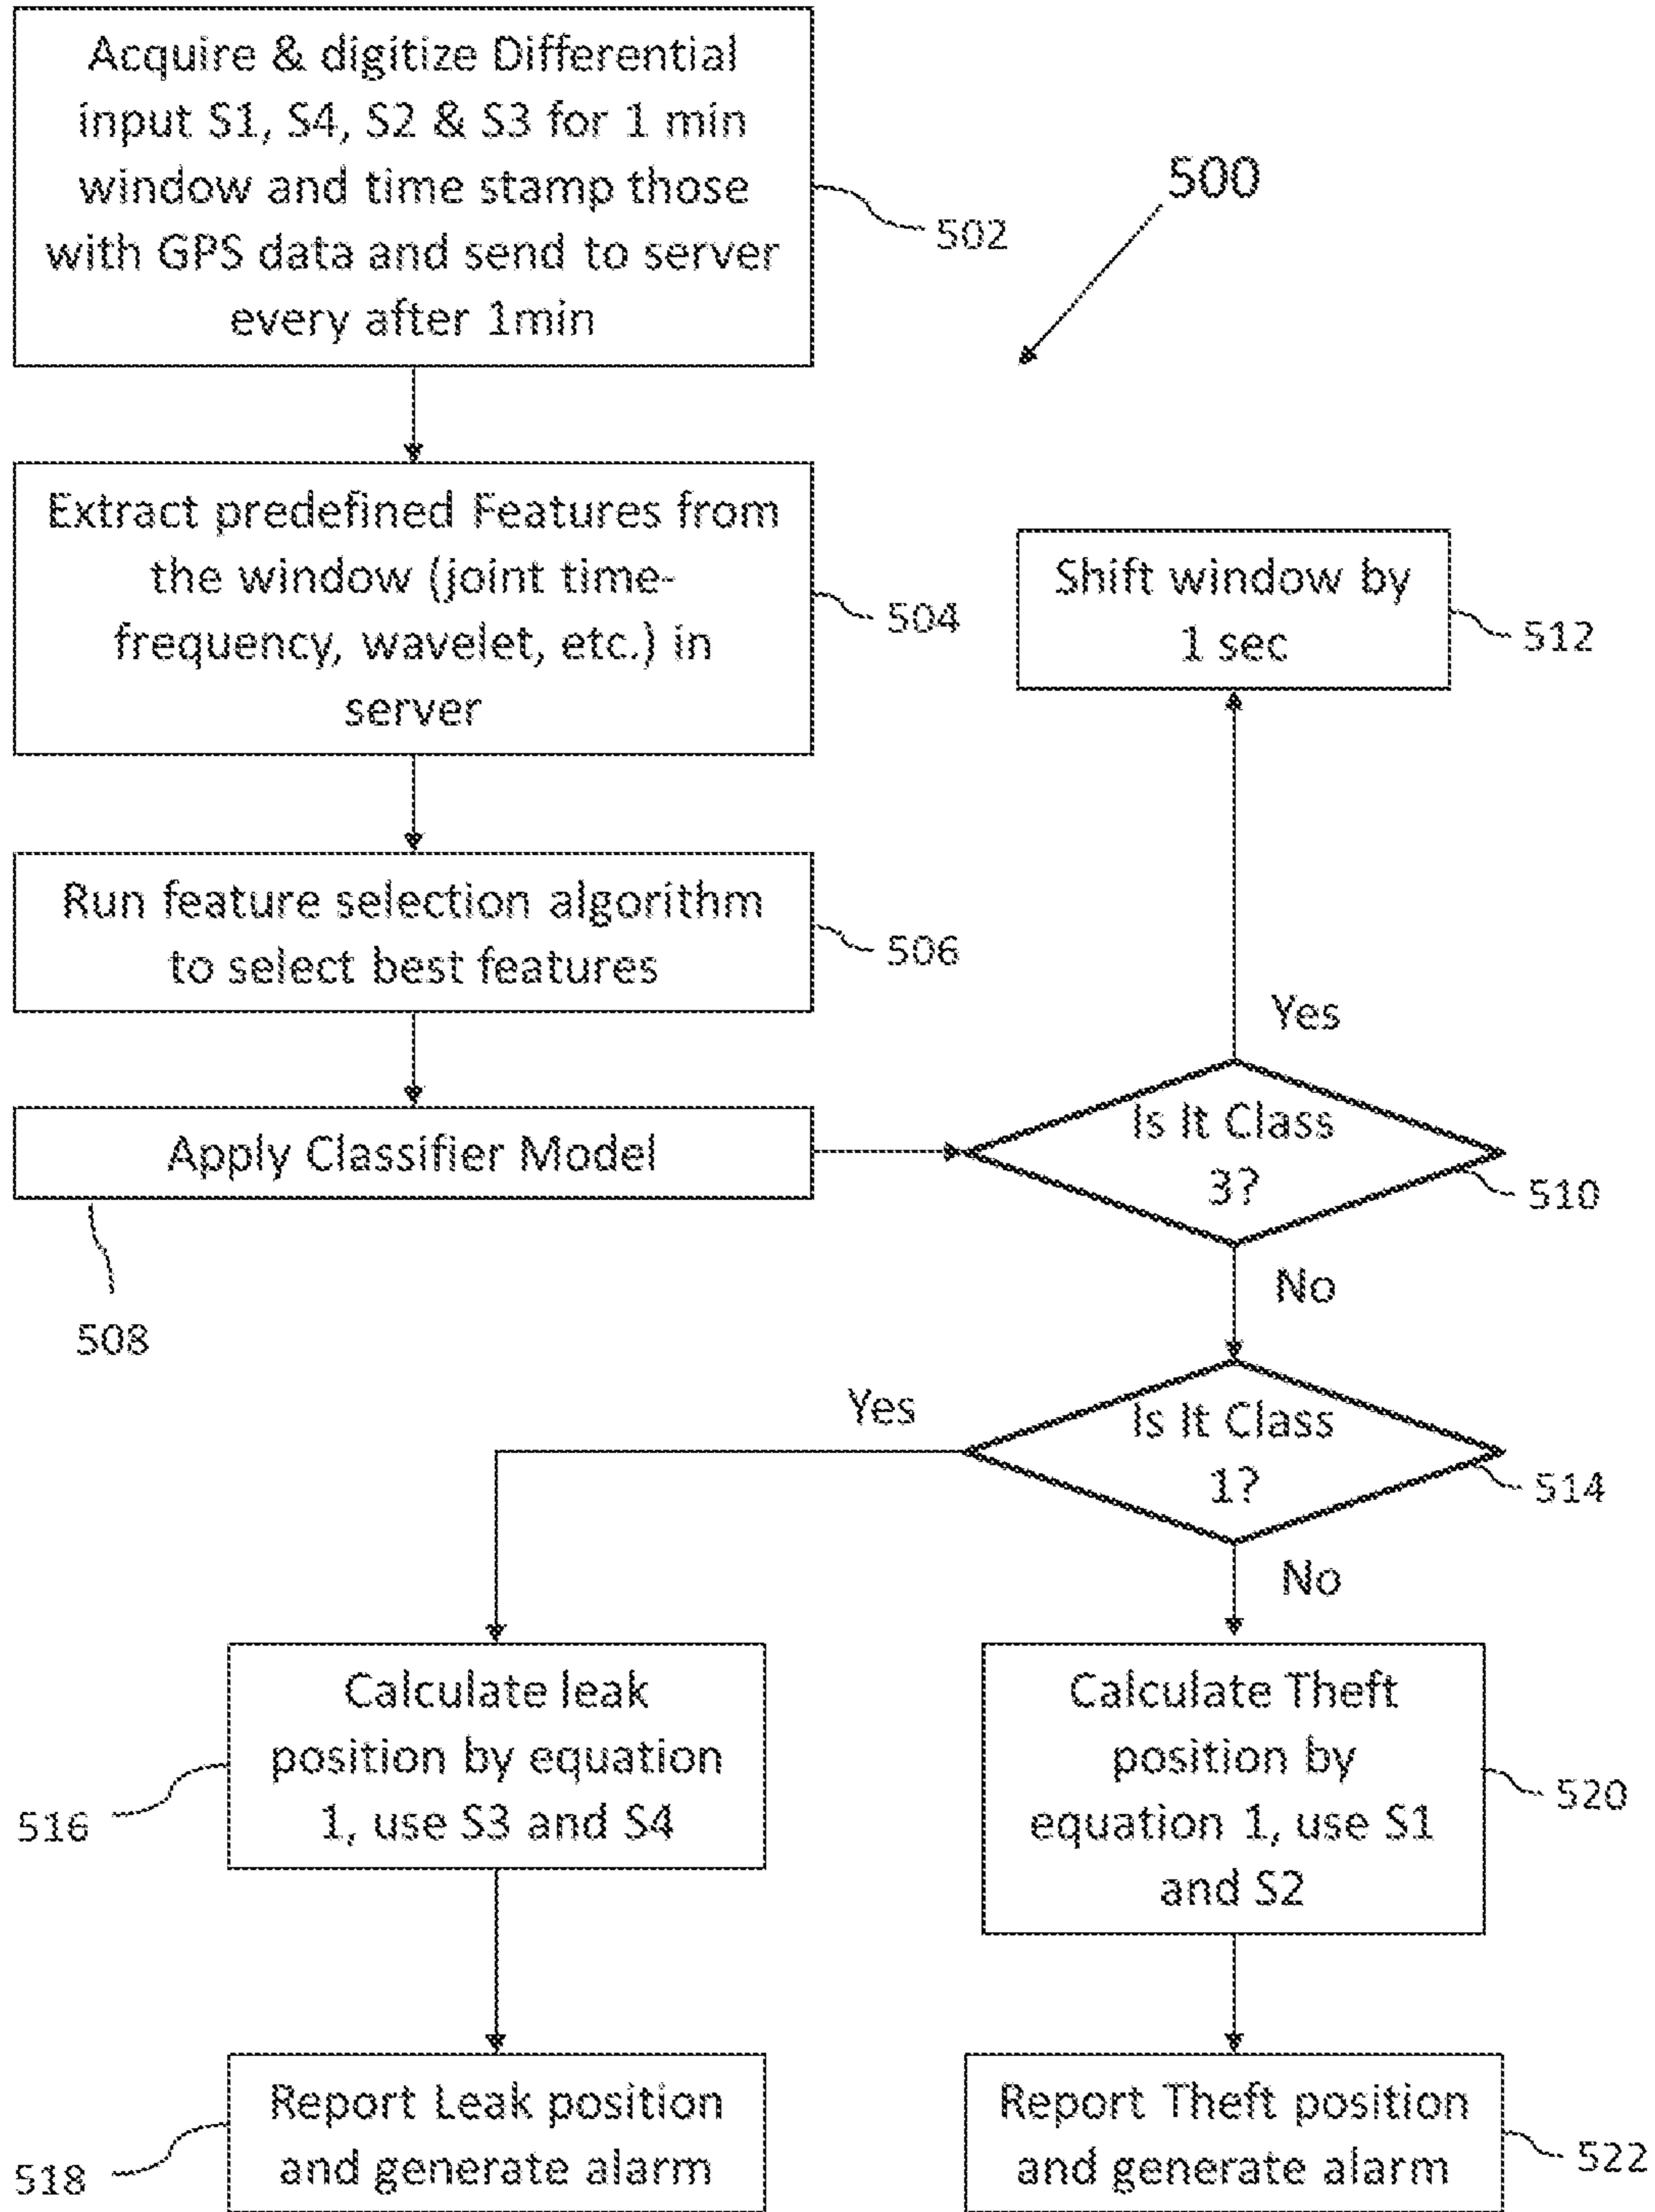 Acquire & digitize Differential
input S1, S4, S2 & S3 for 1 min
window and time stamp those
with GPS data and send to server
every after 1min
502
500
Extract predefined Features from
the window (joint time-
frequency, wavelet, etc.) in
server
504
Shift window by
1 sec
512
Run feature selection algorithm
to select best features
506
Yes
Apply Classifier Model
508
Is It Class
3?
510
No
Is It Class
1?
514
Yes
No
Calculate leak
position by equation
1, use S3 and S4
516
Calculate Theft
position by
equation 1, use S1
and S2
520
Report Leak position
and generate alarm
518
Report Theft position
and generate alarm
522